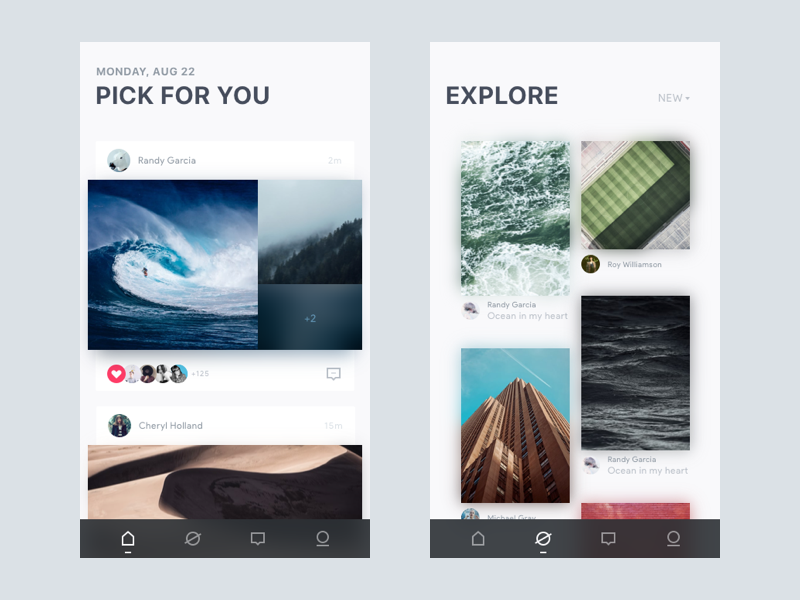 MONDAY, AUG 22
PICK FOR YOU
Randy Garcia
2m
+2
+125
Cheryl Holland
15m
EXPLORE
NEW
Randy Garcia
Ocean in my heart
Roy Williamson
Randy Garcia
Ocean in my heart
Michael Gray